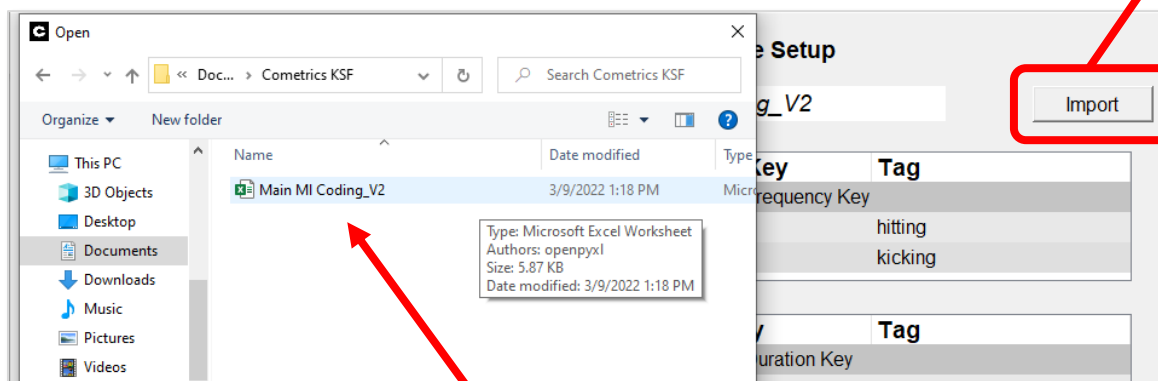 Open
« Doc... > Cometrics KSF
Search Cometrics KSF
Organize
New folder
?
This PC
3D Objects
Desktop
Documents
Downloads
Music
Pictures
Videos
Name
Date modified
Type
Main MI Coding_V2
3/9/2022 1:18 PM
Micro
Type: Microsoft Excel Worksheet
Authors: openpyxl
Size: 5.87 KB
Date modified: 3/9/2022 1:18 PM
e Setup
g_V2
Import
Key
Tag
requency Key
hitting
kicking
y
Tag
uration Key